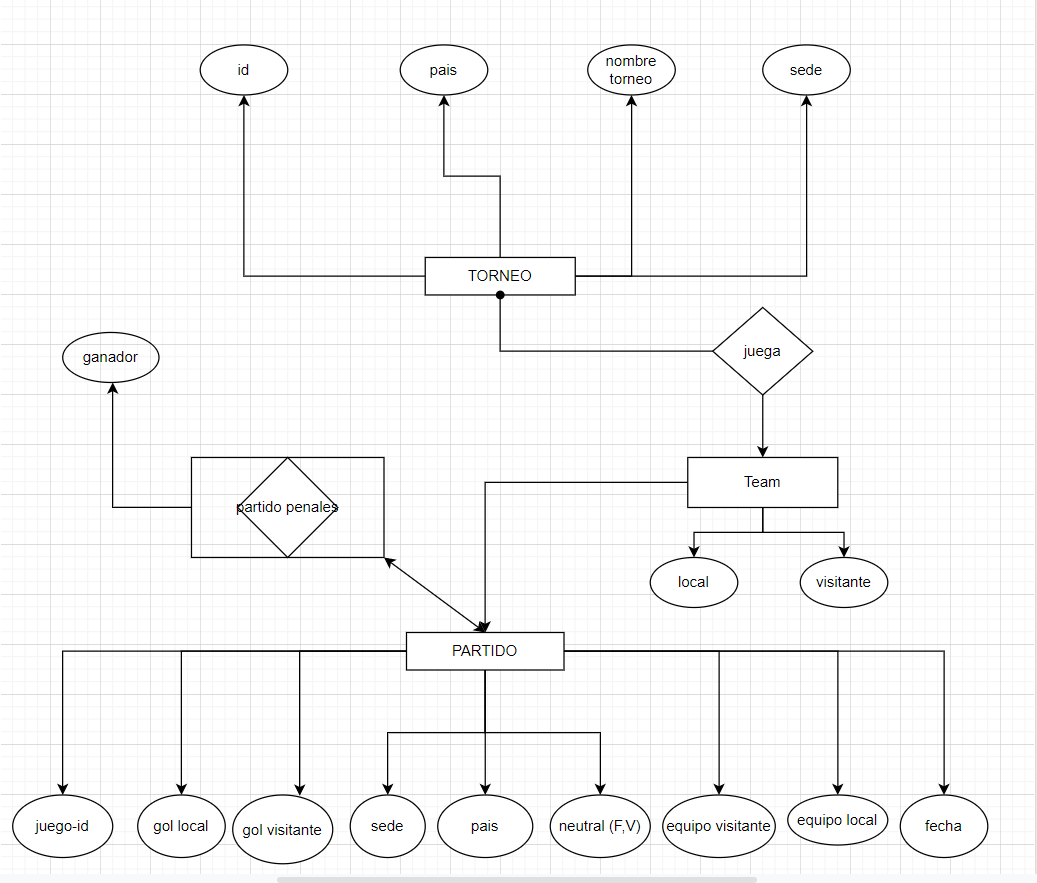 id
pais
nombre
torneo
sede
TORNEO
juega
ganador
partido penales
Team
local
visitante
PARTIDO
juego-id
gol local
gol visitante
sede
pais
neutral (F,V)
equipo visitante
equipo local
fecha